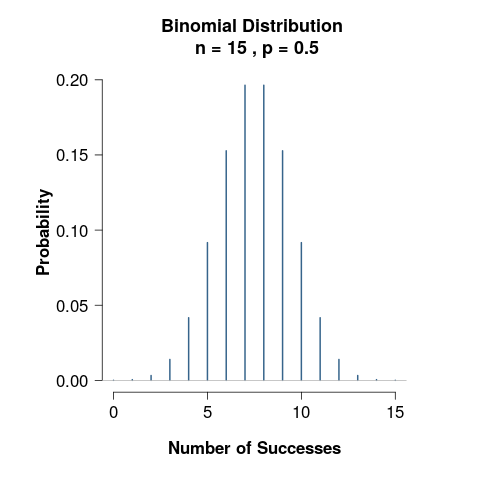 Binomial Distribution
n = 15 , p = 0.5
Probability
0.20
0.15
0.10
0.05
0.00
0 5 10 15
Number of Successes